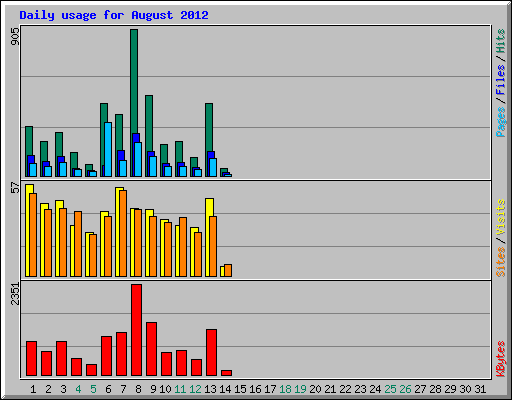 Daily usage for August 2012
905
Pages / Files / Hits
57
Sites / Visits
2351
KBytes
1 2 3 4 5 6 7 8 9 10 11 12 13 14 15 16 17 18 19 20 21 22 23 24 25 26 27 28 29 30 31